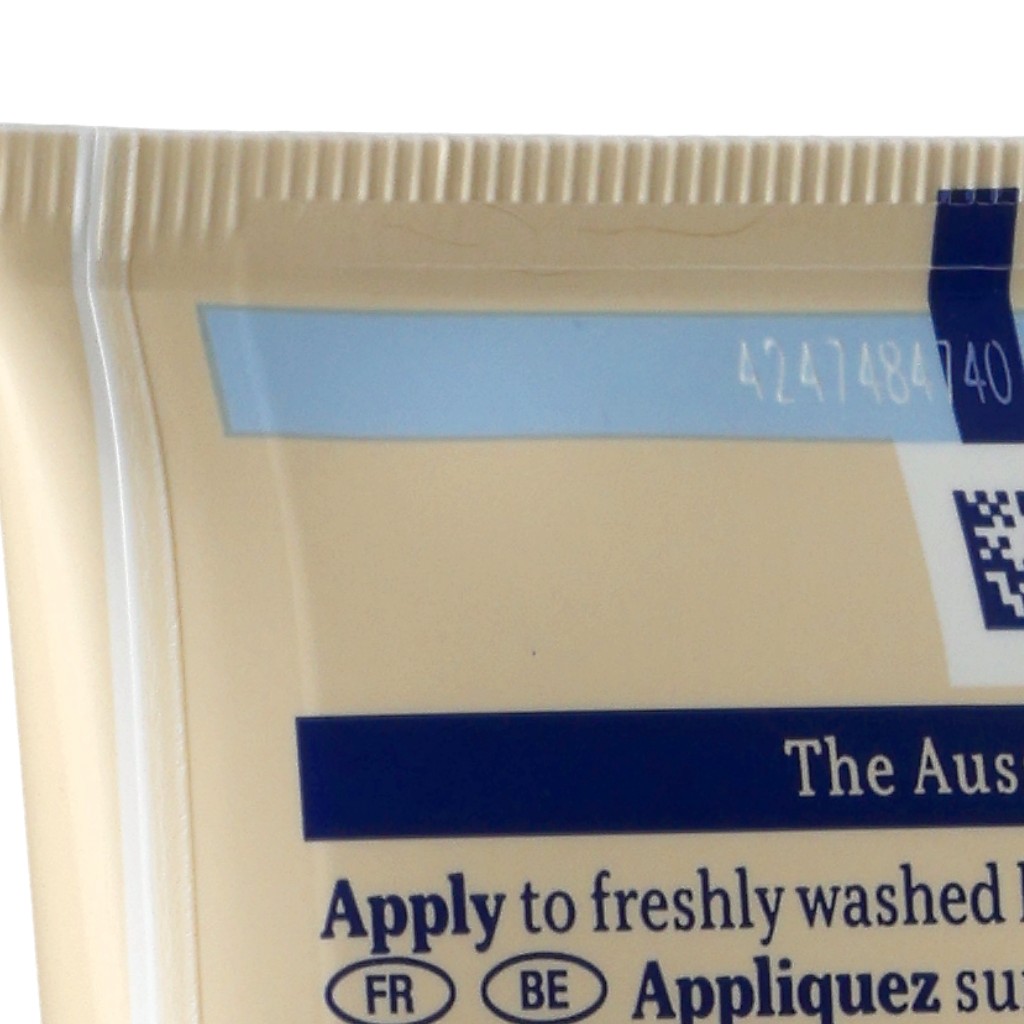 4247484740
The Aus
Apply to freshly washed
FR BE Appliquez su